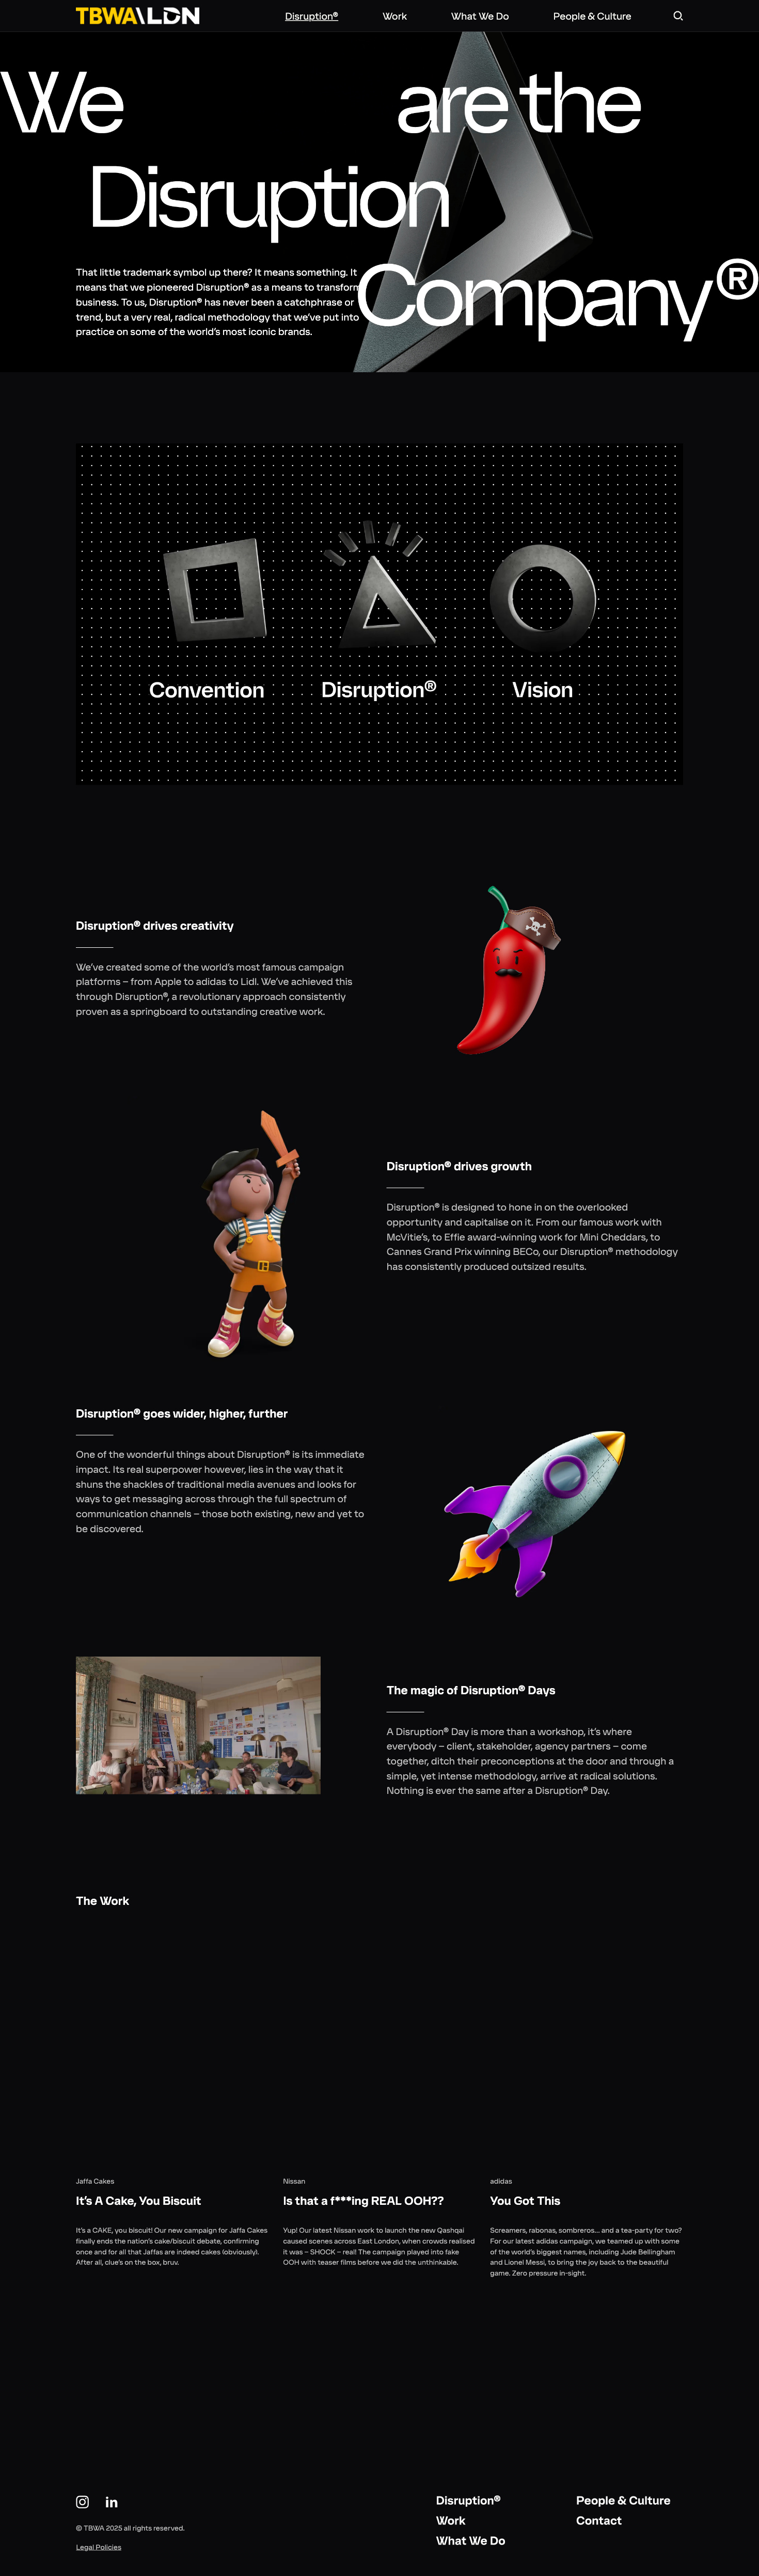 TBWA\LDN
Disruption®
Work
What We Do
People & Culture
We are the
Disruption
Company®
That little trademark symbol up there? It means something. It
means that we pioneered Disruption® as a means to transform
business. To us, Disruption® has never been a catchphrase or
trend, but a very real, radical methodology that we’ve put into
practice on some of the world’s most iconic brands.
Convention
Disruption®
Vision
Disruption® drives creativity
We’ve created some of the world’s most famous campaign
platforms – from Apple to adidas to Lidl. We’ve achieved this
through Disruption®, a revolutionary approach consistently
proven as a springboard to outstanding creative work.
Disruption® drives growth
Disruption® is designed to hone in on the overlooked
opportunity and capitalise on it. From our famous work with
McVitie’s, to Effie award-winning work for Mini Cheddars, to
Cannes Grand Prix winning BECo, our Disruption® methodology
has consistently produced outsized results.
Disruption® goes wider, higher, further
One of the wonderful things about Disruption® is its immediate
impact. Its real superpower however, lies in the way that it
shuns the shackles of traditional media avenues and looks for
ways to get messaging across through the full spectrum of
communication channels – those both existing, new and yet to
be discovered.
The magic of Disruption® Days
A Disruption® Day is more than a workshop, it’s where
everybody – client, stakeholder, agency partners – come
together, ditch their preconceptions at the door and through a
simple, yet intense methodology, arrive at radical solutions.
Nothing is ever the same after a Disruption® Day.
The Work
Jaffa Cakes
It’s A Cake, You Biscuit
It’s a CAKE, you biscuit! Our new campaign for Jaffa Cakes
finally ends the nation’s cake/biscuit debate, confirming
once and for all that Jaffas are indeed cakes (obviously).
After all, clue’s on the box, bruv.
Nissan
Is that a f***ing REAL OOH??
Yup! Our latest Nissan work to launch the new Qashqai
caused scenes across East London, when crowds realised
it was – SHOCK – real! The campaign played into fake
OOH with teaser films before we did the unthinkable.
adidas
You Got This
Screamers, rabonas, sombreros... and a tea-party for two?
For our latest adidas campaign, we teamed up with some
of the world’s biggest names, including Jude Bellingham
and Lionel Messi, to bring the joy back to the beautiful
game. Zero pressure in-sight.
in
© TBWA 2025 all rights reserved.
Legal Policies
Disruption®
Work
What We Do
People & Culture
Contact